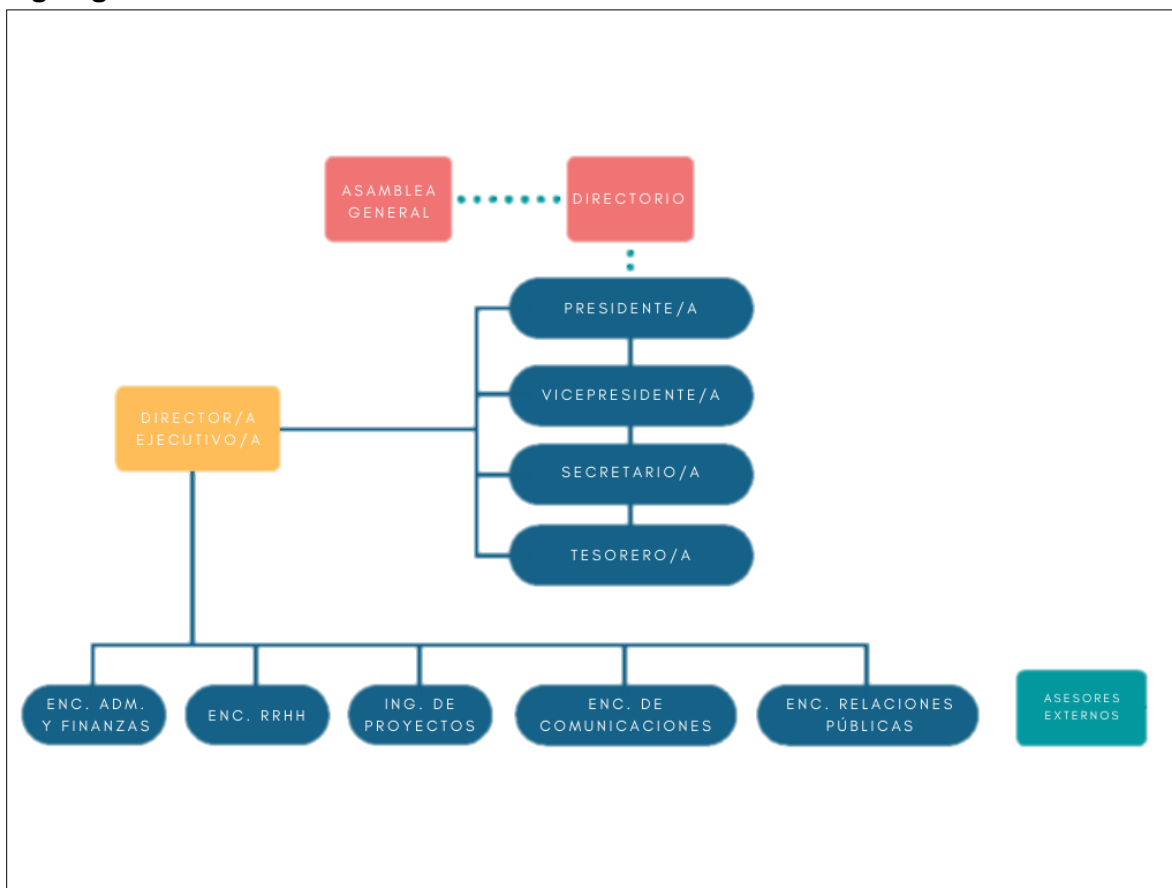 ASAMBLEA
GENERAL
DIRECTORIO
PRESIDENTE/A
VICEPRESIDENTE/A
DIRECTOR/A
EJECUTIVO/A
SECRETARIO/A
TESORERO/A
ENC. ADM.
Y FINANZAS
ENC. RRHH
ING. DE
PROYECTOS
ENC. DE
COMUNICACIONES
ENC. RELACIONES
PÚBLICAS
ASESORES
EXTERNOS